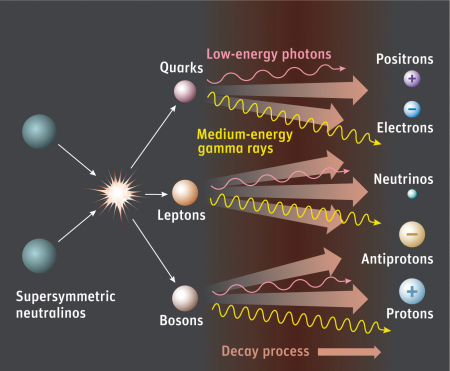 Low-energy photons
Positrons
Quarks
+
−
Electrons
Medium-energy
gamma rays
Neutrinos
Leptons
−
Antiprotons
Supersymmetric
neutralinos
+
Bosons
Protons
Decay process